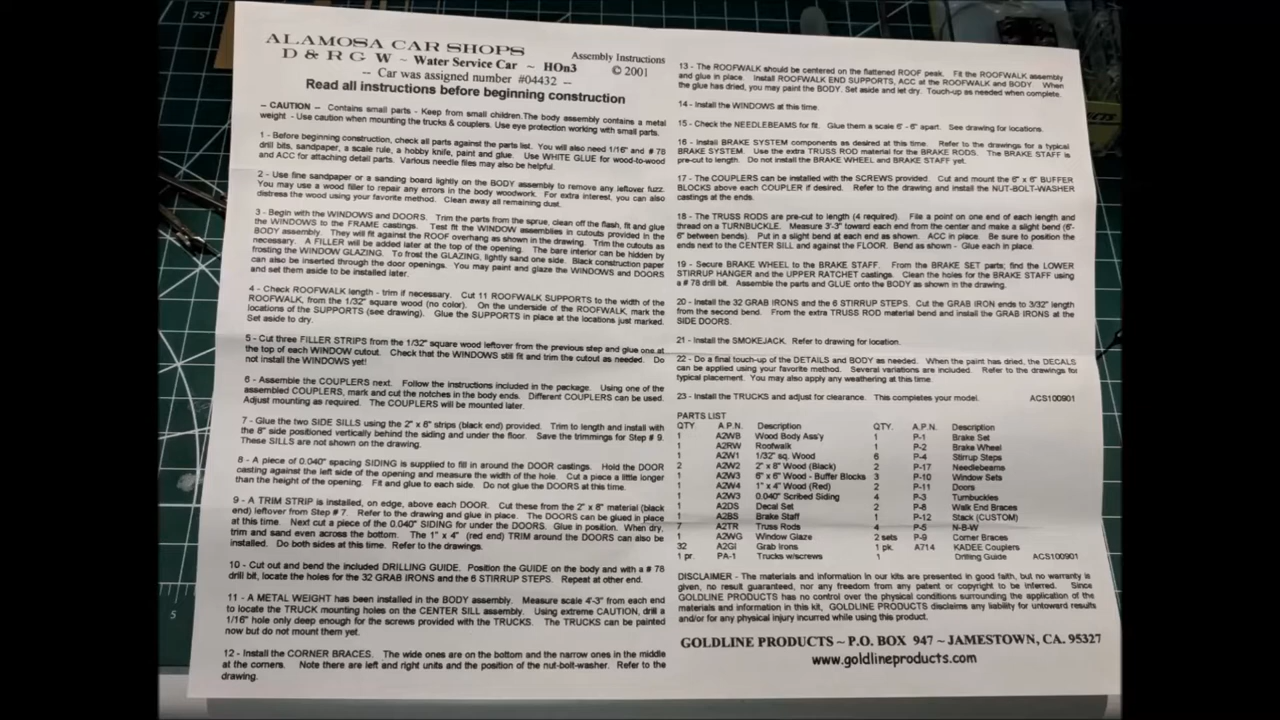 75°
5
ALAMOSA CAR SHOPS
D & R G W ~ Water Service Car ~ HOn3
-- Car was assigned number #04432 --
Assembly Instructions
© 2001
Read all instructions before beginning construction
-- CAUTION -- Contains small parts - Keep from small children.The body assembly contains a metal
weight - Use caution when mounting the trucks & couplers. Use eye protection working with small parts.
1 - Before beginning construction, check all parts against the parts list. You will also need 1/16" and # 78
drill bits, sandpaper, a scale rule, a hobby knife, paint and glue. Use WHITE GLUE for wood-to-wood
and ACC for attaching detail parts. Various needle files may also be helpful.
2 - Use fine sandpaper or a sanding board lightly on the BODY assembly to remove any leftover fuzz.
You may use a wood filler to repair any errors in the body woodwork. For extra interest, you can also
distress the wood using your favorite method. Clean away all remaining dust.
3 - Begin with the WINDOWS and DOORS. Trim the parts from the sprue, clean off the flash, fit and glue
the WINDOWS to the FRAME castings. Test fit the WINDOW assemblies in cutouts provided in the
BODY assembly. They will fit against the ROOF overhang as shown in the drawing. Trim the cutouts as
necessary. A FILLER will be added later at the top of the opening. The bare interior can be hidden by
frosting the WINDOW GLAZING. To frost the GLAZING, lightly sand one side. Black construction paper
can also be inserted through the door openings. You may paint and glaze the WINDOWS and DOORS
and set them aside to be installed later.
4 - Check ROOFWALK length - trim if necessary. Cut 11 ROOFWALK SUPPORTS to the width of the
ROOFWALK, from the 1/32" square wood (no color). On the underside of the ROOFWALK, mark the
locations of the SUPPORTS (see drawing). Glue the SUPPORTS in place at the locations just marked.
Set aside to dry.
5 - Cut three FILLER STRIPS from the 1/32" square wood leftover from the previous step and glue one at
the top of each WINDOW cutout. Check that the WINDOWS still fit and trim the cutout as needed. Do
not install the WINDOWS yet!
6 - Assemble the COUPLERS next. Follow the instructions included in the package. Using one of the
assembled COUPLERS, mark and cut the notches in the body ends. Different COUPLERS can be used.
Adjust mounting as required. The COUPLERS will be mounted later.
7 - Glue the two SIDE SILLS using the 2" x 8" strips (black end) provided. Trim to length and install with
the 8" side positioned vertically behind the siding and under the floor. Save the trimmings for Step # 9.
These SILLS are not shown on the drawing.
8 - A piece of 0.040" spacing SIDING is supplied to fill in around the DOOR castings. Hold the DOOR
casting against the left side of the opening and measure the width of the hole. Cut a piece a little longer
than the height of the opening. Fit and glue to each side. Do not glue the DOORS at this time.
9 - A TRIM STRIP is installed, on edge, above each DOOR. Cut these from the 2" x 8" material (black
end) leftover from Step # 7. Refer to the drawing and glue in place. The DOORS can be glued in place
at this time. Next cut a piece of the 0.040" SIDING for under the DOORS. Glue in position. When dry,
trim and sand even across the bottom. The 1" x 4" (red end) TRIM around the DOORS can also be
installed. Do both sides at this time. Refer to the drawings.
10 - Cut out and bend the included DRILLING GUIDE. Position the GUIDE on the body and with a # 78
drill bit, locate the holes for the 32 GRAB IRONS and the 6 STIRRUP STEPS. Repeat at other end.
11 - A METAL WEIGHT has been installed in the BODY assembly. Measure scale 4'-3" from each end
to locate the TRUCK mounting holes on the CENTER SILL assembly. Using extreme CAUTION, drill a
1/16" hole only deep enough for the screws provided with the TRUCKS. The TRUCKS can be painted
now but do not mount them yet.
12 - Install the CORNER BRACES. The wide ones are on the bottom and the narrow ones in the middle
at the corners. Note there are left and right units and the position of the nut-bolt-washer. Refer to the
drawing.
13 - The ROOFWALK should be centered on the flattened ROOF peak. Fit the ROOFWALK assembly
and glue in place. Install ROOFWALK END SUPPORTS, ACC at the ROOFWALK and BODY. When
the glue has dried, you may paint the BODY. Set aside and let dry. Touch-up as needed when complete.
14 - Install the WINDOWS at this time.
15 - Check the NEEDLEBEAMS for fit. Glue them a scale 6' - 6" apart. See drawing for locations.
16 - Install BRAKE SYSTEM components as desired at this time. Refer to the drawings for a typical
BRAKE SYSTEM. Use the extra TRUSS ROD material for the BRAKE RODS. The BRAKE STAFF is
pre-cut to length. Do not install the BRAKE WHEEL and BRAKE STAFF yet.
17 - The COUPLERS can be installed with the SCREWS provided. Cut and mount the 6" x 6" BUFFER
BLOCKS above each COUPLER if desired. Refer to the drawing and install the NUT-BOLT-WASHER
castings at the ends.
18 - The TRUSS RODS are pre-cut to length (4 required). File a point on one end of each length and
thread on a TURNBUCKLE. Measure 3'-3" toward each end from the center and make a slight bend (6'-
6" between bends). Put in a slight bend at each end as shown. ACC in place. Be sure to position the
ends next to the CENTER SILL and against the FLOOR. Bend as shown - Glue each in place.
19 - Secure BRAKE WHEEL to the BRAKE STAFF. From the BRAKE SET parts; find the LOWER
STIRRUP HANGER and the UPPER RATCHET castings. Clean the holes for the BRAKE STAFF using
a # 78 drill bit. Assemble the parts and GLUE onto the BODY as shown in the drawing.
20 - Install the 32 GRAB IRONS and the 6 STIRRUP STEPS. Cut the GRAB IRON ends to 3/32" length
from the second bend. From the extra TRUSS ROD material bend and install the GRAB IRONS at the
SIDE DOORS.
21 - Install the SMOKEJACK. Refer to drawing for location.
22 - Do a final touch-up of the DETAILS and BODY as needed. When the paint has dried, the DECALS
can be applied using your favorite method. Several variations are included. Refer to the drawings for
typical placement. You may also apply any weathering at this time.
23 - Install the TRUCKS and adjust for clearance. This completes your model. ACS100901
PARTS LIST
QTY A.P.N. Description QTY. A.P.N. Description
1 A2WB Wood Body Ass'y 1 P-1 Brake Set
1 A2RW Roofwalk 1 P-2 Brake Wheel
1 A2W1 1/32" sq. Wood 6 P-4 Stirrup Steps
2 A2W2 2" x 8" Wood (Black) 2 P-17 Needlebeams
1 A2W3 6" x 6" Wood - Buffer Blocks 3 P-10 Window Sets
1 A2W4 1" x 4" Wood (Red) 2 P-11 Doors
1 A2W3 0.040" Scribed Siding 4 P-3 Turnbuckles
1 A2DS Decal Set 2 P-8 Walk End Braces
1 A2BS Brake Staff 1 P-12 Stack (CUSTOM)
7 A2TR Truss Rods 4 P-5 N-B-W
1 A2WG Window Glaze 2 sets P-9 Corner Braces
32 A2GI Grab Irons 1 pk. A714 KADEE Couplers
1 pr. PA-1 Trucks w/screws 1 Drilling Guide ACS100901
DISCLAIMER - The materials and information in our kits are presented in good faith, but no warranty is
given, no result guaranteed, nor any freedom from any patent or copyright to be inferred. Since
GOLDLINE PRODUCTS has no control over the physical conditions surrounding the application of the
materials and information in this kit, GOLDLINE PRODUCTS disclaims any liability for untoward results
and/or for any physical injury incurred while using this product.
GOLDLINE PRODUCTS ~ P.O. BOX 947 ~ JAMESTOWN, CA. 95327
www.goldlineproducts.com